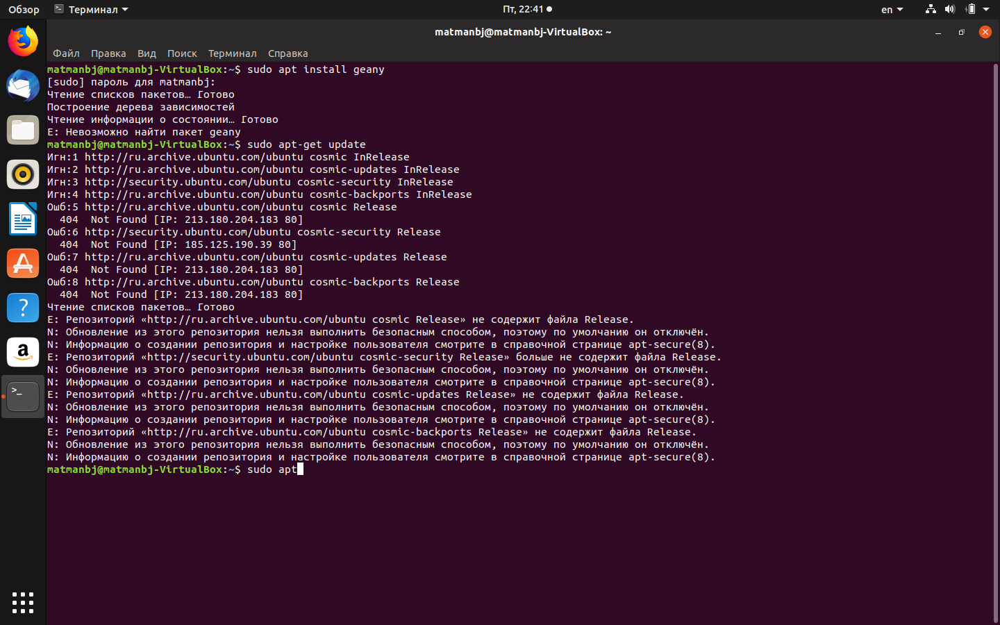 Обзор Терминал Пт, 22:41 en
matmanbj@matmanbj-VirtualBox: ~
Файл Правка Вид Поиск Терминал Справка
matmanbj@matmanbj-VirtualBox:~$ sudo apt install geany
[sudo] пароль для matmanbj:
Чтение списков пакетов… Готово
Построение дерева зависимостей
Чтение информации о состоянии… Готово
E: Невозможно найти пакет geany
matmanbj@matmanbj-VirtualBox:~$ sudo apt-get update
Игн:1 http://ru.archive.ubuntu.com/ubuntu cosmic InRelease
Игн:2 http://ru.archive.ubuntu.com/ubuntu cosmic-updates InRelease
Игн:3 http://security.ubuntu.com/ubuntu cosmic-security InRelease
Игн:4 http://ru.archive.ubuntu.com/ubuntu cosmic-backports InRelease
Ошб:5 http://ru.archive.ubuntu.com/ubuntu cosmic Release
  404  Not Found [IP: 213.180.204.183 80]
Ошб:6 http://security.ubuntu.com/ubuntu cosmic-security Release
  404  Not Found [IP: 185.125.190.39 80]
Ошб:7 http://ru.archive.ubuntu.com/ubuntu cosmic-updates Release
  404  Not Found [IP: 213.180.204.183 80]
Ошб:8 http://ru.archive.ubuntu.com/ubuntu cosmic-backports Release
  404  Not Found [IP: 213.180.204.183 80]
Чтение списков пакетов… Готово
E: Репозиторий «http://ru.archive.ubuntu.com/ubuntu cosmic Release» не содержит файла Release.
N: Обновление из этого репозитория нельзя выполнить безопасным способом, поэтому по умолчанию он отключён.
N: Информацию о создании репозитория и настройке пользователя смотрите в справочной странице apt-secure(8).
E: Репозиторий «http://security.ubuntu.com/ubuntu cosmic-security Release» больше не содержит файла Release.
N: Обновление из этого репозитория нельзя выполнить безопасным способом, поэтому по умолчанию он отключён.
N: Информацию о создании репозитория и настройке пользователя смотрите в справочной странице apt-secure(8).
E: Репозиторий «http://ru.archive.ubuntu.com/ubuntu cosmic-updates Release» не содержит файла Release.
N: Обновление из этого репозитория нельзя выполнить безопасным способом, поэтому по умолчанию он отключён.
N: Информацию о создании репозитория и настройке пользователя смотрите в справочной странице apt-secure(8).
E: Репозиторий «http://ru.archive.ubuntu.com/ubuntu cosmic-backports Release» не содержит файла Release.
N: Обновление из этого репозитория нельзя выполнить безопасным способом, поэтому по умолчанию он отключён.
N: Информацию о создании репозитория и настройке пользователя смотрите в справочной странице apt-secure(8).
matmanbj@matmanbj-VirtualBox:~$ sudo apt